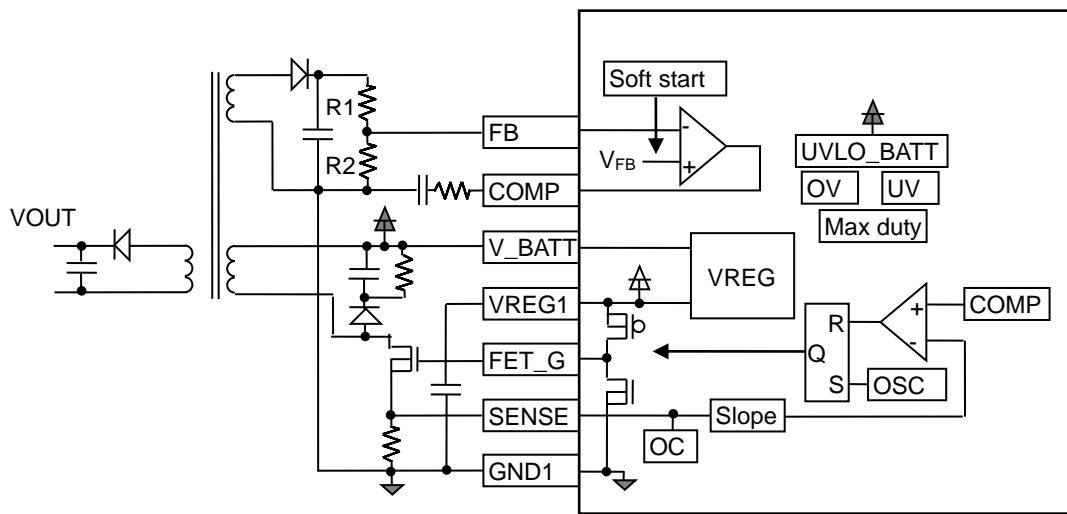 Soft start
R1
FB
-
V_FB
+
UVLO_BATT
R2
COMP
OV
UV
Max duty
VOUT
V_BATT
VREG
VREG1
COMP
+
R
-
Q
FET_G
S
OSC
SENSE
Slope
OC
GND1